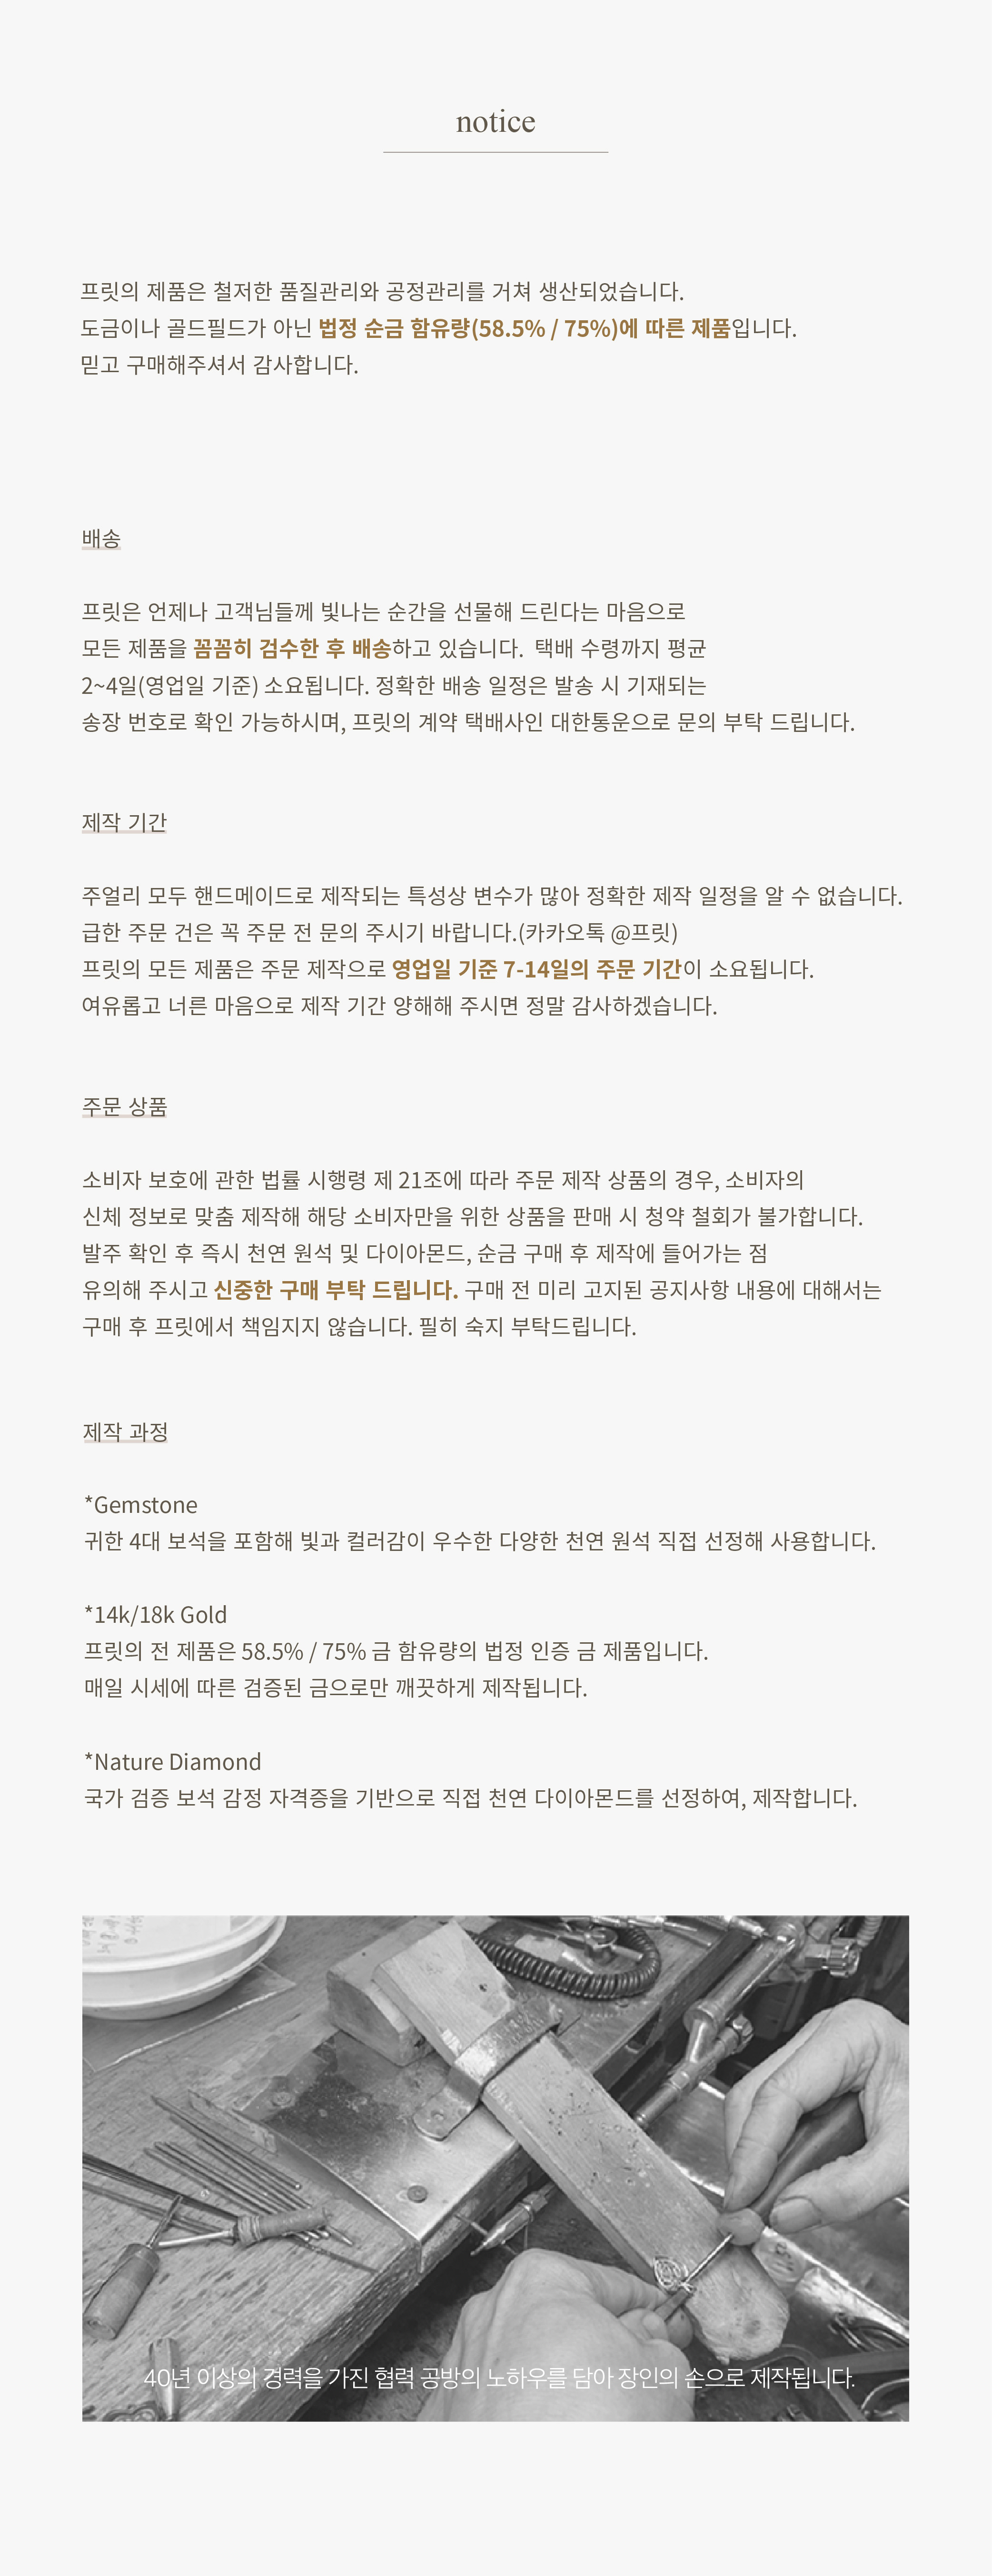 notice
프릿의 제품은 철저한 품질관리와 공정관리를 거쳐 생산되었습니다.
도금이나 골드필드가 아닌 법정 순금 함유량(58.5% / 75%)에 따른 제품입니다.
믿고 구매해주셔서 감사합니다.
배송
프릿은 언제나 고객님들께 빛나는 순간을 선물해 드린다는 마음으로
모든 제품을 꼼꼼히 검수한 후 배송하고 있습니다. 택배 수령까지 평균
2~4일(영업일 기준) 소요됩니다. 정확한 배송 일정은 발송 시 기재되는
송장 번호로 확인 가능하시며, 프릿의 계약 택배사인 대한통운으로 문의 부탁 드립니다.
제작 기간
주얼리 모두 핸드메이드로 제작되는 특성상 변수가 많아 정확한 제작 일정을 알 수 없습니다.
급한 주문 건은 꼭 주문 전 문의 주시기 바랍니다.(카카오톡 @프릿)
프릿의 모든 제품은 주문 제작으로 영업일 기준 7-14일의 주문 기간이 소요됩니다.
여유롭고 너른 마음으로 제작 기간 양해해 주시면 정말 감사하겠습니다.
주문 상품
소비자 보호에 관한 법률 시행령 제 21조에 따라 주문 제작 상품의 경우, 소비자의
신체 정보로 맞춤 제작해 해당 소비자만을 위한 상품을 판매 시 청약 철회가 불가합니다.
발주 확인 후 즉시 천연 원석 및 다이아몬드, 순금 구매 후 제작에 들어가는 점
유의해 주시고 신중한 구매 부탁 드립니다. 구매 전 미리 고지된 공지사항 내용에 대해서는
구매 후 프릿에서 책임지지 않습니다. 필히 숙지 부탁드립니다.
제작 과정
*Gemstone
귀한 4대 보석을 포함해 빛과 컬러감이 우수한 다양한 천연 원석 직접 선정해 사용합니다.
*14k/18k Gold
프릿의 전 제품은 58.5% / 75% 금 함유량의 법정 인증 금 제품입니다.
매일 시세에 따른 검증된 금으로만 깨끗하게 제작됩니다.
*Nature Diamond
국가 검증 보석 감정 자격증을 기반으로 직접 천연 다이아몬드를 선정하여, 제작합니다.
40년 이상의 경력을 가진 협력 공방의 노하우를 담아 장인의 손으로 제작됩니다.